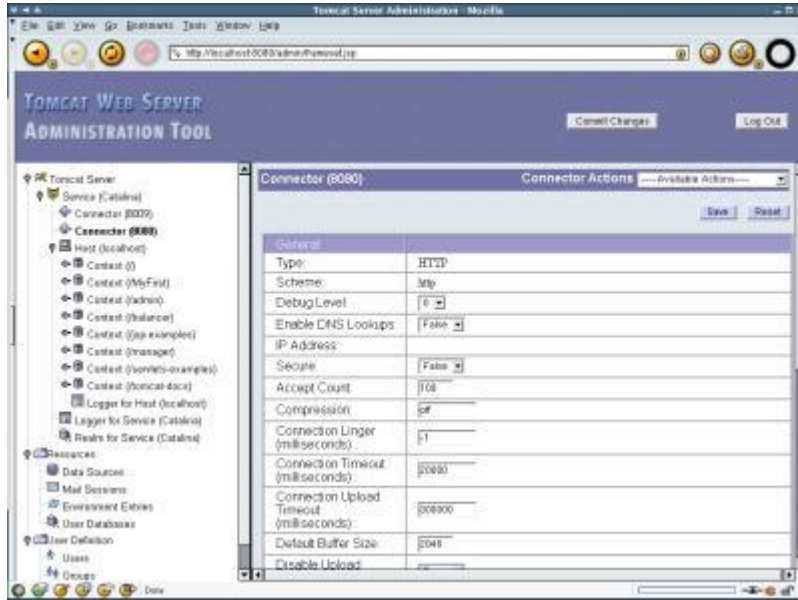 Tomcat Server Administration - Mozilla
File Edit View Go Bookmarks Tools Window Help
http://localhost:8080/admin/frameset.jsp
TOMCAT WEB SERVER
ADMINISTRATION TOOL
Commit Changes
Log Out
Tomcat Server
Service (Catalina)
Connector (8009)
Connector (8080)
Host (localhost)
Context (/)
Context (/MyFirst)
Context (/admin)
Context (/balancer)
Context (/jsp-examples)
Context (/manager)
Context (/servlets-examples)
Context (/tomcat-docs)
Logger for Host (localhost)
Logger for Service (Catalina)
Realm for Service (Catalina)
Resources
Data Sources
Mail Sessions
Environment Entries
User Databases
User Definition
Users
Groups
Connector (8080)
Connector Actions ----Available Actions----
Save Reset
General
Type: HTTP
Scheme: http
Debug Level: 0
Enable DNS Lookups: False
IP Address:
Secure: False
Accept Count: 100
Compression: off
Connection Linger
(milliseconds): -1
Connection Timeout
(milliseconds): 20000
Connection Upload
Timeout
(milliseconds): 300000
Default Buffer Size: 2048
Disable Upload
Done